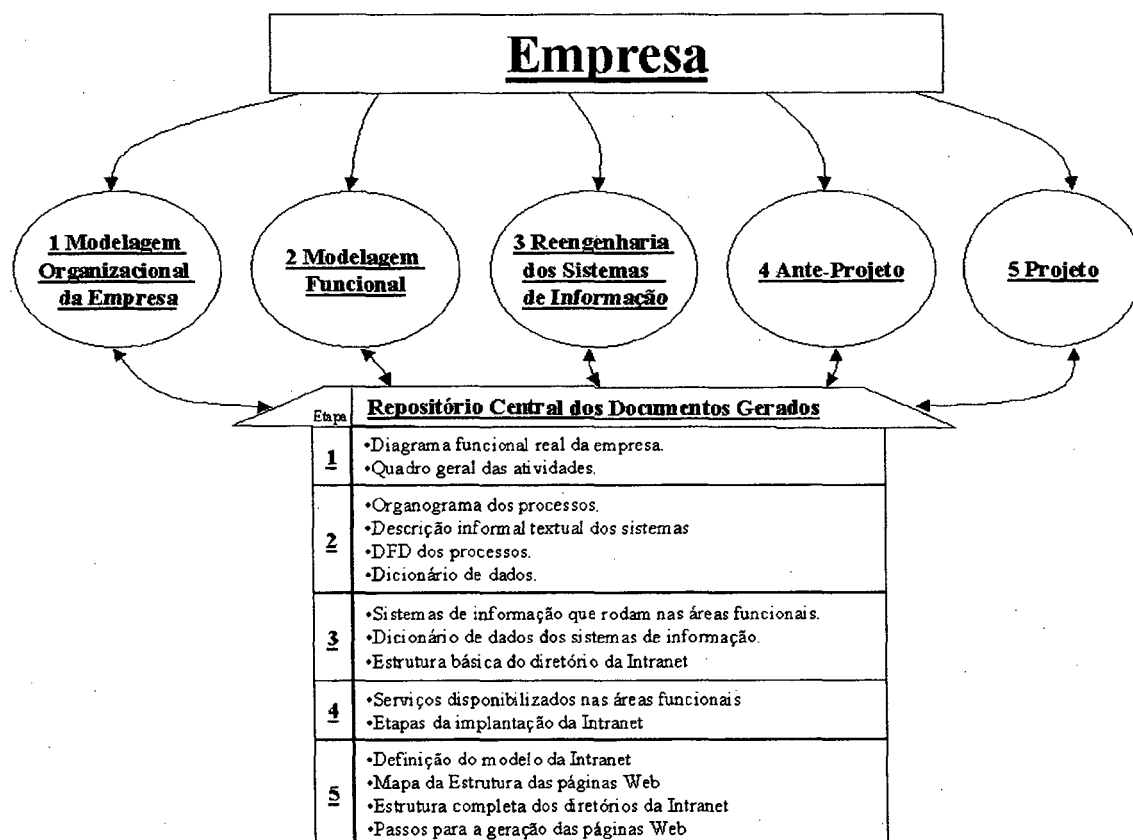 Empresa
1 Modelagem
Organizacional
da Empresa
2 Modelagem
Funcional
3 Reengenharia
dos Sistemas
de Informação
4 Ante-Projeto
5 Projeto
Etapa
Repositório Central dos Documentos Gerados
1
•Diagrama funcional real da empresa.
•Quadro geral das atividades.
2
•Organograma dos processos.
•Descrição informal textual dos sistemas
•DFD dos processos.
•Dicionário de dados.
3
•Sistemas de informação que rodam nas áreas funcionais.
•Dicionário de dados dos sistemas de informação.
•Estrutura básica do diretório da Intranet
4
•Serviços disponibilizados nas áreas funcionais
•Etapas da implantação da Intranet
5
•Definição do modelo da Intranet
•Mapa da Estrutura das páginas Web
•Estrutura completa dos diretórios da Intranet
•Passos para a geração das páginas Web